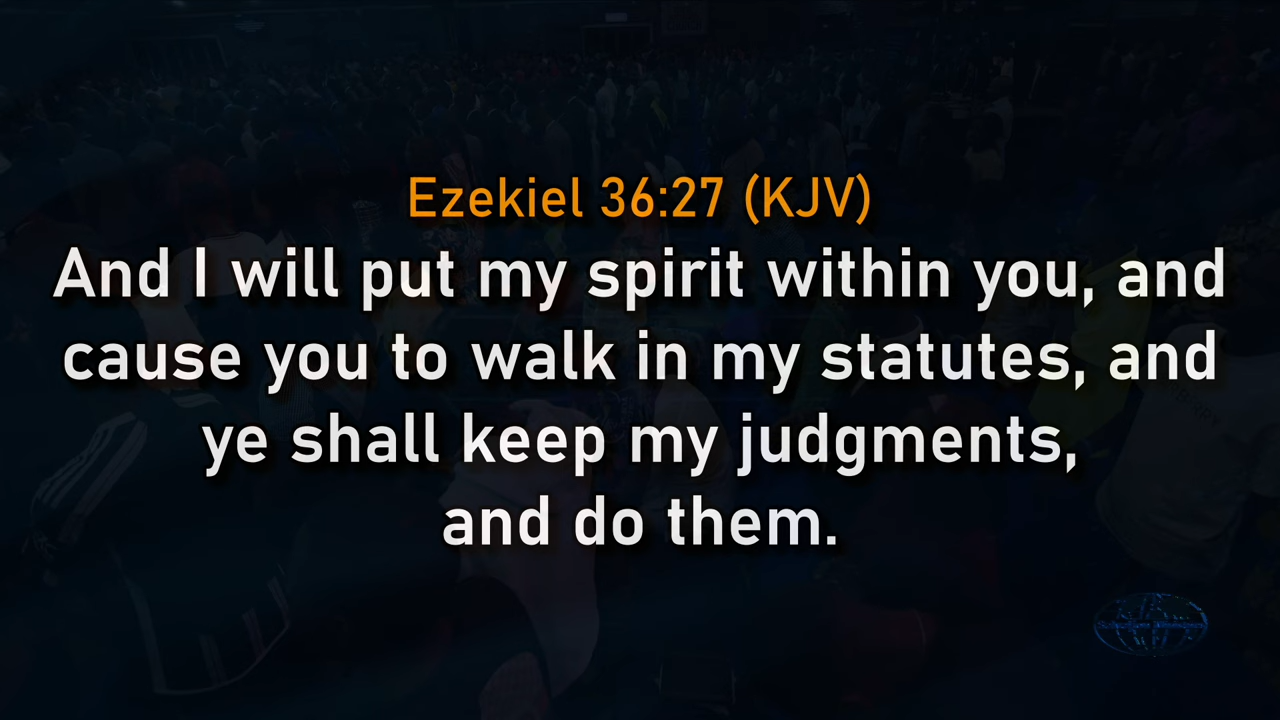 Ezekiel 36:27 (KJV)
And I will put my spirit within you, and
cause you to walk in my statutes, and
ye shall keep my judgments,
and do them.